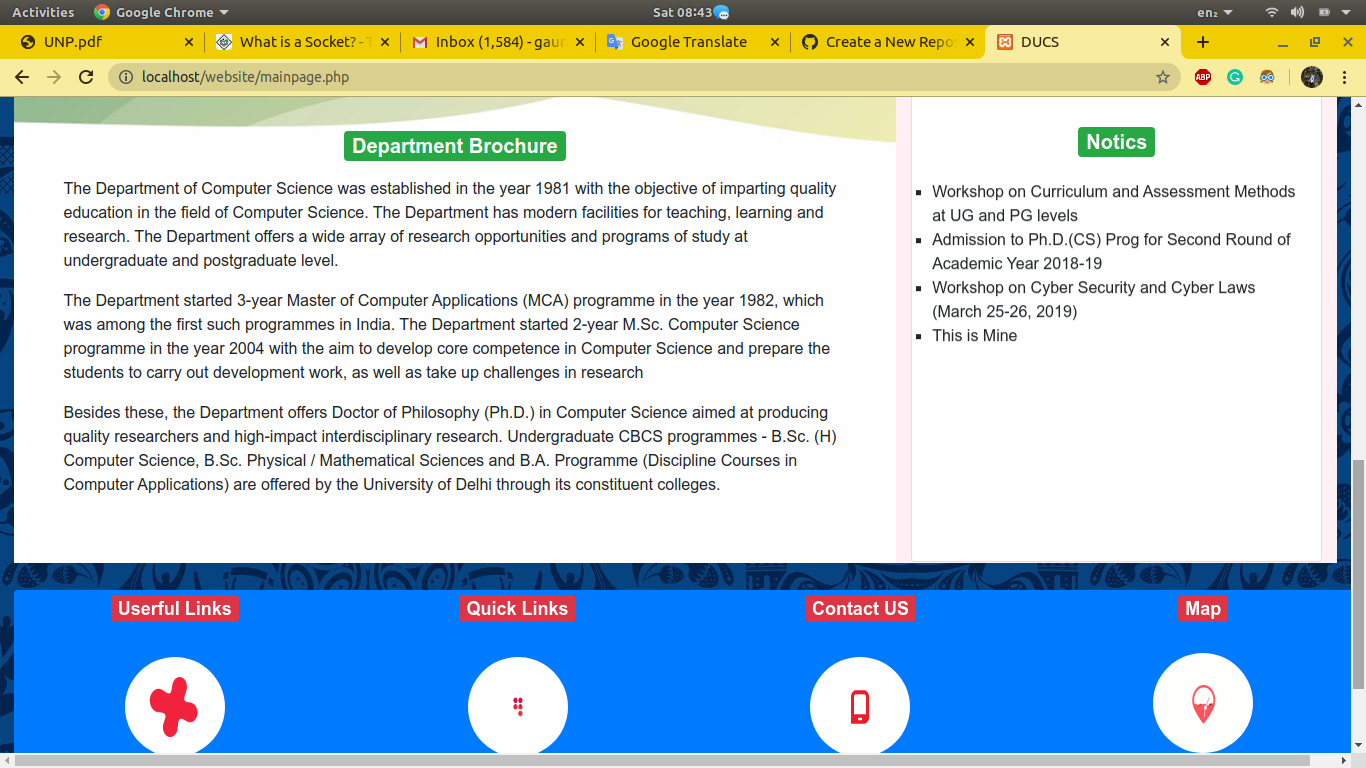 Activities Google Chrome Sat 08:43 en₂
UNP.pdf What is a Socket? - T Inbox (1,584) - gaur Google Translate Create a New Repo DUCS
localhost/website/mainpage.php ABP
Department Brochure
The Department of Computer Science was established in the year 1981 with the objective of imparting quality
education in the field of Computer Science. The Department has modern facilities for teaching, learning and
research. The Department offers a wide array of research opportunities and programs of study at
undergraduate and postgraduate level.
The Department started 3-year Master of Computer Applications (MCA) programme in the year 1982, which
was among the first such programmes in India. The Department started 2-year M.Sc. Computer Science
programme in the year 2004 with the aim to develop core competence in Computer Science and prepare the
students to carry out development work, as well as take up challenges in research
Besides these, the Department offers Doctor of Philosophy (Ph.D.) in Computer Science aimed at producing
quality researchers and high-impact interdisciplinary research. Undergraduate CBCS programmes - B.Sc. (H)
Computer Science, B.Sc. Physical / Mathematical Sciences and B.A. Programme (Discipline Courses in
Computer Applications) are offered by the University of Delhi through its constituent colleges.
Notics
Workshop on Curriculum and Assessment Methods
at UG and PG levels
Admission to Ph.D.(CS) Prog for Second Round of
Academic Year 2018-19
Workshop on Cyber Security and Cyber Laws
(March 25-26, 2019)
This is Mine
Userful Links Quick Links Contact US Map